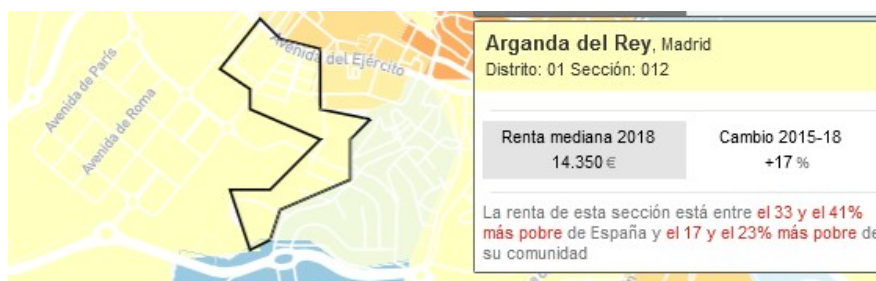 Avenida de París
Avenida de Roma
Avenida del Ejército
Arganda del Rey, Madrid
Distrito: 01 Sección: 012
Renta mediana 2018
14.350 €
Cambio 2015-18
+17 %
La renta de esta sección está entre el 33 y el 41%
más pobre de España y el 17 y el 23% más pobre de
su comunidad